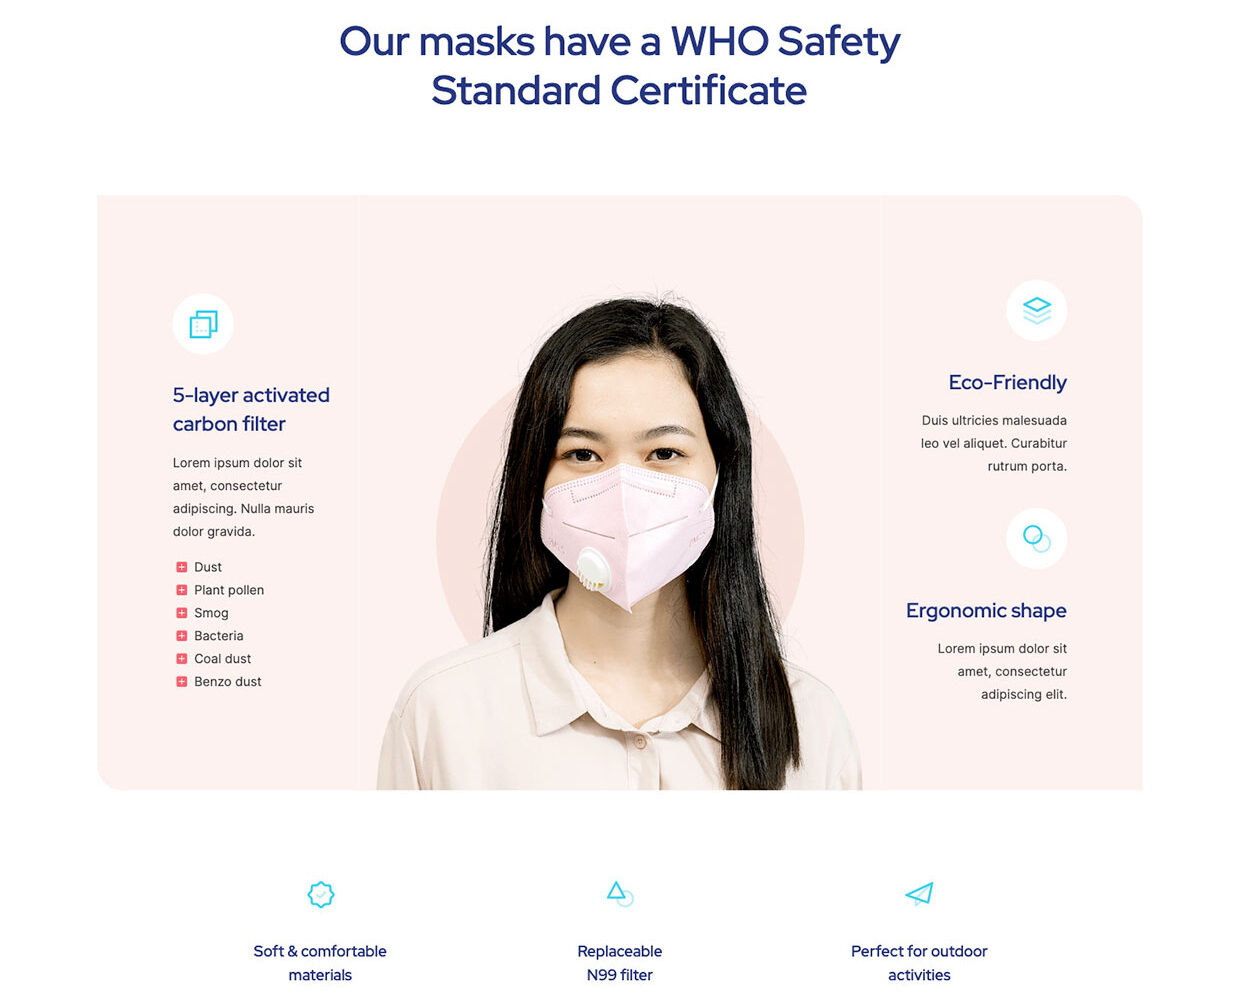 Our masks have a WHO Safety
Standard Certificate
5-layer activated
carbon filter
Lorem ipsum dolor sit
amet, consectetur
adipiscing. Nulla mauris
dolor gravida.
Dust
Plant pollen
Smog
Bacteria
Coal dust
Benzo dust
Eco-Friendly
Duis ultricies malesuada
leo vel aliquet. Curabitur
rutrum porta.
Ergonomic shape
Lorem ipsum dolor sit
amet, consectetur
adipiscing elit.
Soft & comfortable
materials
Replaceable
N99 filter
Perfect for outdoor
activities